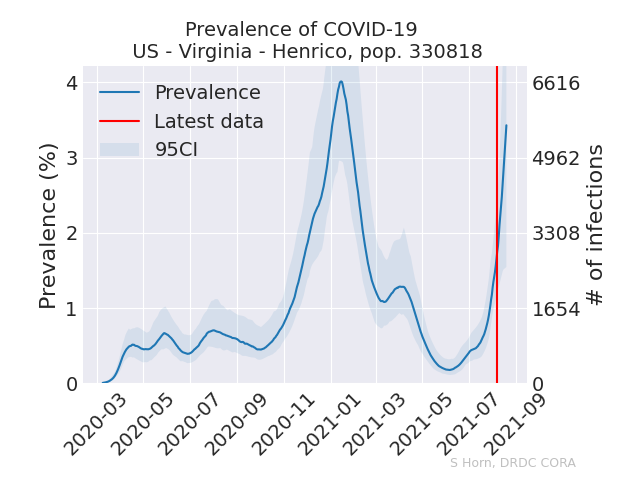 Prevalence of COVID-19
US - Virginia - Henrico, pop. 330818
Prevalence
Latest data
95CI
Prevalence (%)
4
3
2
1
0
6616
4962
3308
1654
0
# of infections
2020-03
2020-05
2020-07
2020-09
2020-11
2021-01
2021-03
2021-05
2021-07
2021-09
S Horn, DRDC CORA